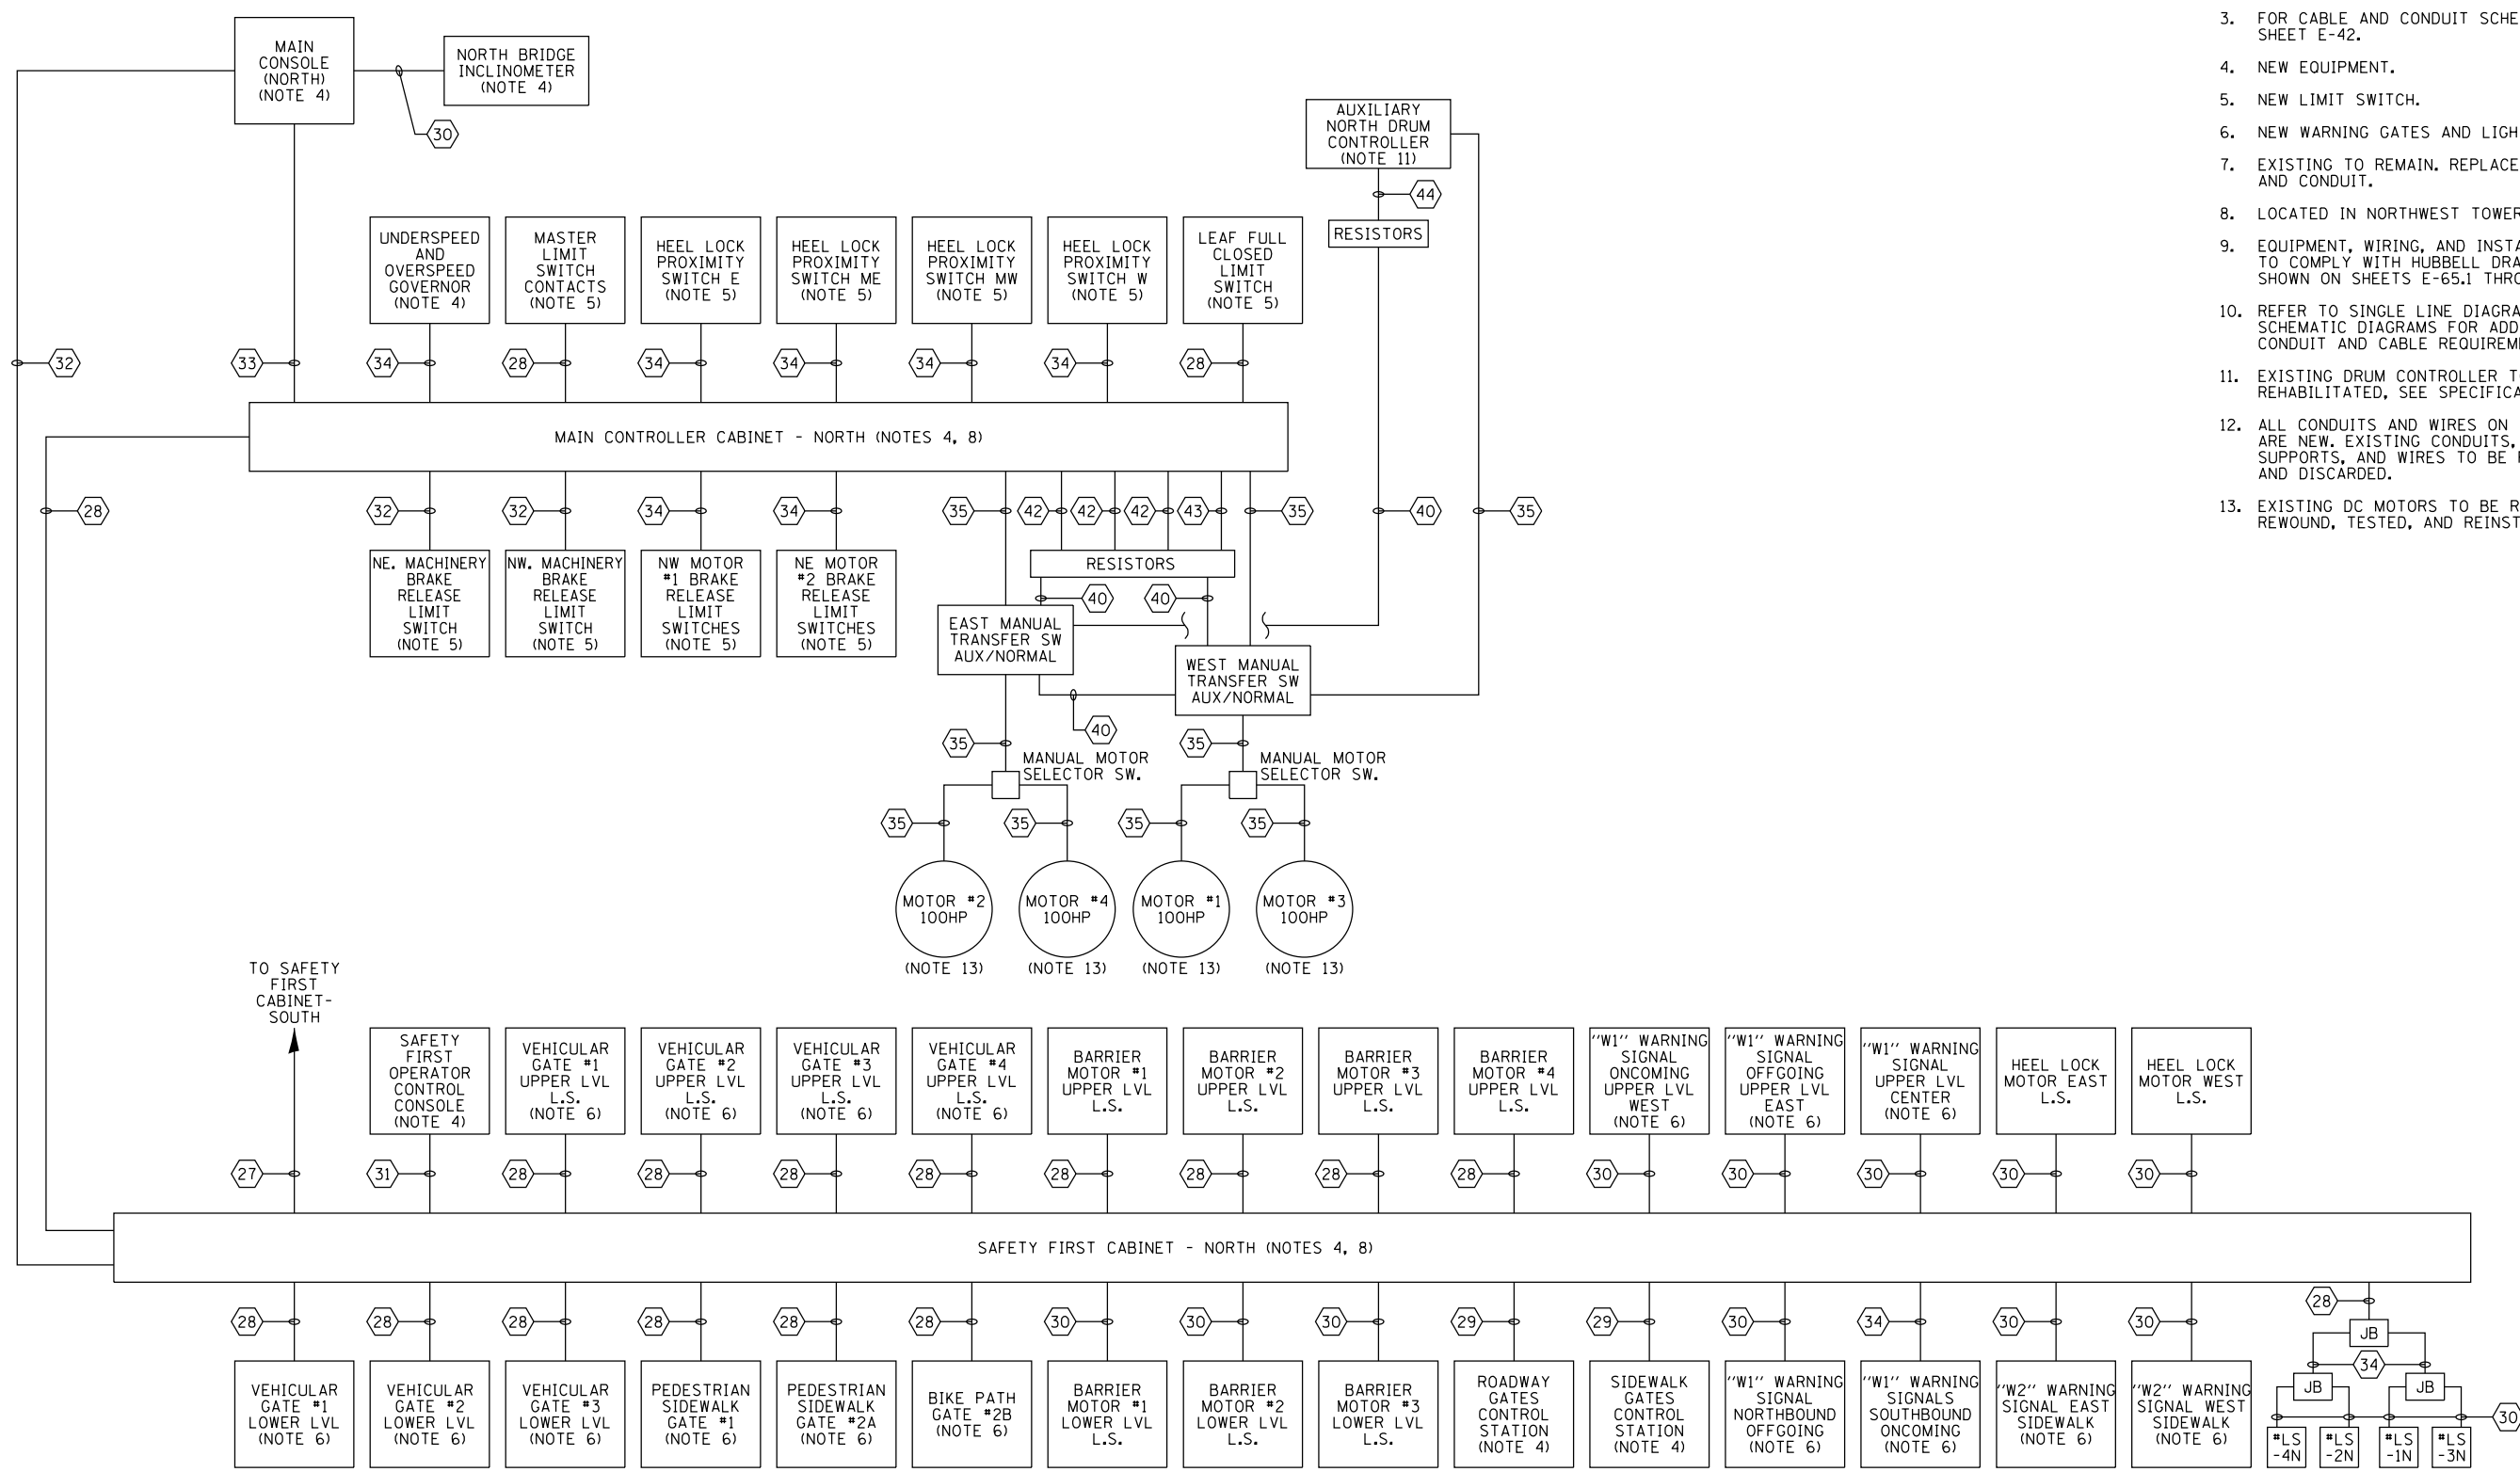 MAIN
CONSOLE
(NORTH)
(NOTE 4)
NORTH BRIDGE
INCLINOMETER
(NOTE 4)
30
AUXILIARY
NORTH DRUM
CONTROLLER
(NOTE 11)
44
RESISTORS
UNDERSPEED
AND
OVERSPEED
GOVERNOR
(NOTE 4)
MASTER
LIMIT
SWITCH
CONTACTS
(NOTE 5)
HEEL LOCK
PROXIMITY
SWITCH E
(NOTE 5)
HEEL LOCK
PROXIMITY
SWITCH ME
(NOTE 5)
HEEL LOCK
PROXIMITY
SWITCH MW
(NOTE 5)
HEEL LOCK
PROXIMITY
SWITCH W
(NOTE 5)
LEAF FULL
CLOSED
LIMIT
SWITCH
(NOTE 5)
32
33
34
28
34
34
34
34
28
MAIN CONTROLLER CABINET - NORTH (NOTES 4, 8)
28
32
32
34
34
35
42
42
42
43
35
40
35
NE. MACHINERY
BRAKE
RELEASE
LIMIT
SWITCH
(NOTE 5)
NW. MACHINERY
BRAKE
RELEASE
LIMIT
SWITCH
(NOTE 5)
NW MOTOR
#1 BRAKE
RELEASE
LIMIT
SWITCHES
(NOTE 5)
NE MOTOR
#2 BRAKE
RELEASE
LIMIT
SWITCHES
(NOTE 5)
RESISTORS
40
40
EAST MANUAL
TRANSFER SW
AUX/NORMAL
WEST MANUAL
TRANSFER SW
AUX/NORMAL
40
35
35
MANUAL MOTOR
SELECTOR SW.
MANUAL MOTOR
SELECTOR SW.
35
35
35
35
MOTOR #2
100HP
MOTOR #4
100HP
MOTOR #1
100HP
MOTOR #3
100HP
(NOTE 13)
(NOTE 13)
(NOTE 13)
(NOTE 13)
TO SAFETY
FIRST
CABINET-
SOUTH
SAFETY
FIRST
OPERATOR
CONTROL
CONSOLE
(NOTE 4)
VEHICULAR
GATE #1
UPPER LVL
L.S.
(NOTE 6)
VEHICULAR
GATE #2
UPPER LVL
L.S.
(NOTE 6)
VEHICULAR
GATE #3
UPPER LVL
L.S.
(NOTE 6)
VEHICULAR
GATE #4
UPPER LVL
L.S.
(NOTE 6)
BARRIER
MOTOR #1
UPPER LVL
L.S.
BARRIER
MOTOR #2
UPPER LVL
L.S.
BARRIER
MOTOR #3
UPPER LVL
L.S.
BARRIER
MOTOR #4
UPPER LVL
L.S.
"W1" WARNING
SIGNAL
ONCOMING
UPPER LVL
WEST
(NOTE 6)
"W1" WARNING
SIGNAL
OFFGOING
UPPER LVL
EAST
(NOTE 6)
"W1" WARNING
SIGNAL
UPPER LVL
CENTER
(NOTE 6)
HEEL LOCK
MOTOR EAST
L.S.
HEEL LOCK
MOTOR WEST
L.S.
27
31
28
28
28
28
28
28
28
28
30
30
30
30
30
SAFETY FIRST CABINET - NORTH (NOTES 4, 8)
28
28
28
28
28
28
30
30
30
29
29
30
34
30
30
28
VEHICULAR
GATE #1
LOWER LVL
(NOTE 6)
VEHICULAR
GATE #2
LOWER LVL
(NOTE 6)
VEHICULAR
GATE #3
LOWER LVL
(NOTE 6)
PEDESTRIAN
SIDEWALK
GATE #1
(NOTE 6)
PEDESTRIAN
SIDEWALK
GATE #2A
(NOTE 6)
BIKE PATH
GATE #2B
(NOTE 6)
BARRIER
MOTOR #1
LOWER LVL
L.S.
BARRIER
MOTOR #2
LOWER LVL
L.S.
BARRIER
MOTOR #3
LOWER LVL
L.S.
ROADWAY
GATES
CONTROL
STATION
(NOTE 4)
SIDEWALK
GATES
CONTROL
STATION
(NOTE 4)
"W1" WARNING
SIGNAL
NORTHBOUND
OFFGOING
(NOTE 6)
"W1" WARNING
SIGNALS
SOUTHBOUND
ONCOMING
(NOTE 6)
"W2" WARNING
SIGNAL EAST
SIDEWALK
(NOTE 6)
"W2" WARNING
SIGNAL WEST
SIDEWALK
(NOTE 6)
JB
34
JB
JB
30
#LS
-4N
#LS
-2N
#LS
-1N
#LS
-3N
3. FOR CABLE AND CONDUIT SCHE
SHEET E-42.
4. NEW EQUIPMENT.
5. NEW LIMIT SWITCH.
6. NEW WARNING GATES AND LIGH
7. EXISTING TO REMAIN. REPLACE
AND CONDUIT.
8. LOCATED IN NORTHWEST TOWER
9. EQUIPMENT, WIRING, AND INSTA
TO COMPLY WITH HUBBELL DRA
SHOWN ON SHEETS E-65.1 THRO
10. REFER TO SINGLE LINE DIAGRA
SCHEMATIC DIAGRAMS FOR ADD
CONDUIT AND CABLE REQUIREM
11. EXISTING DRUM CONTROLLER T
REHABILITATED, SEE SPECIFICA
12. ALL CONDUITS AND WIRES ON
ARE NEW. EXISTING CONDUITS,
SUPPORTS, AND WIRES TO BE
AND DISCARDED.
13. EXISTING DC MOTORS TO BE R
REWOUND, TESTED, AND REINST